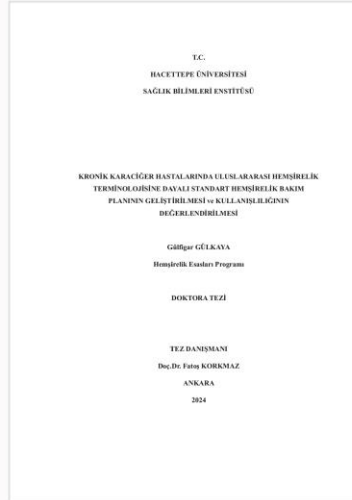 T.C.
HACETTEPE ÜNİVERSİTESİ
SAĞLIK BİLİMLERİ ENSTİTÜSÜ
KRONİK KARACİĞER HASTALARINDA ULUSLARARASI HEMŞİRELİK
TERMİNOLOJİSİNE DAYALI STANDART HEMŞİRELİK BAKIM
PLANININ GELİŞTİRİLMESİ ve KULLANIŞLILIĞININ
DEĞERLENDİRİLMESİ
Gülfigar GÜLKAYA
Hemşirelik Esasları Programı
DOKTORA TEZİ
TEZ DANIŞMANI
Doç.Dr. Fatoş KORKMAZ
ANKARA
2024